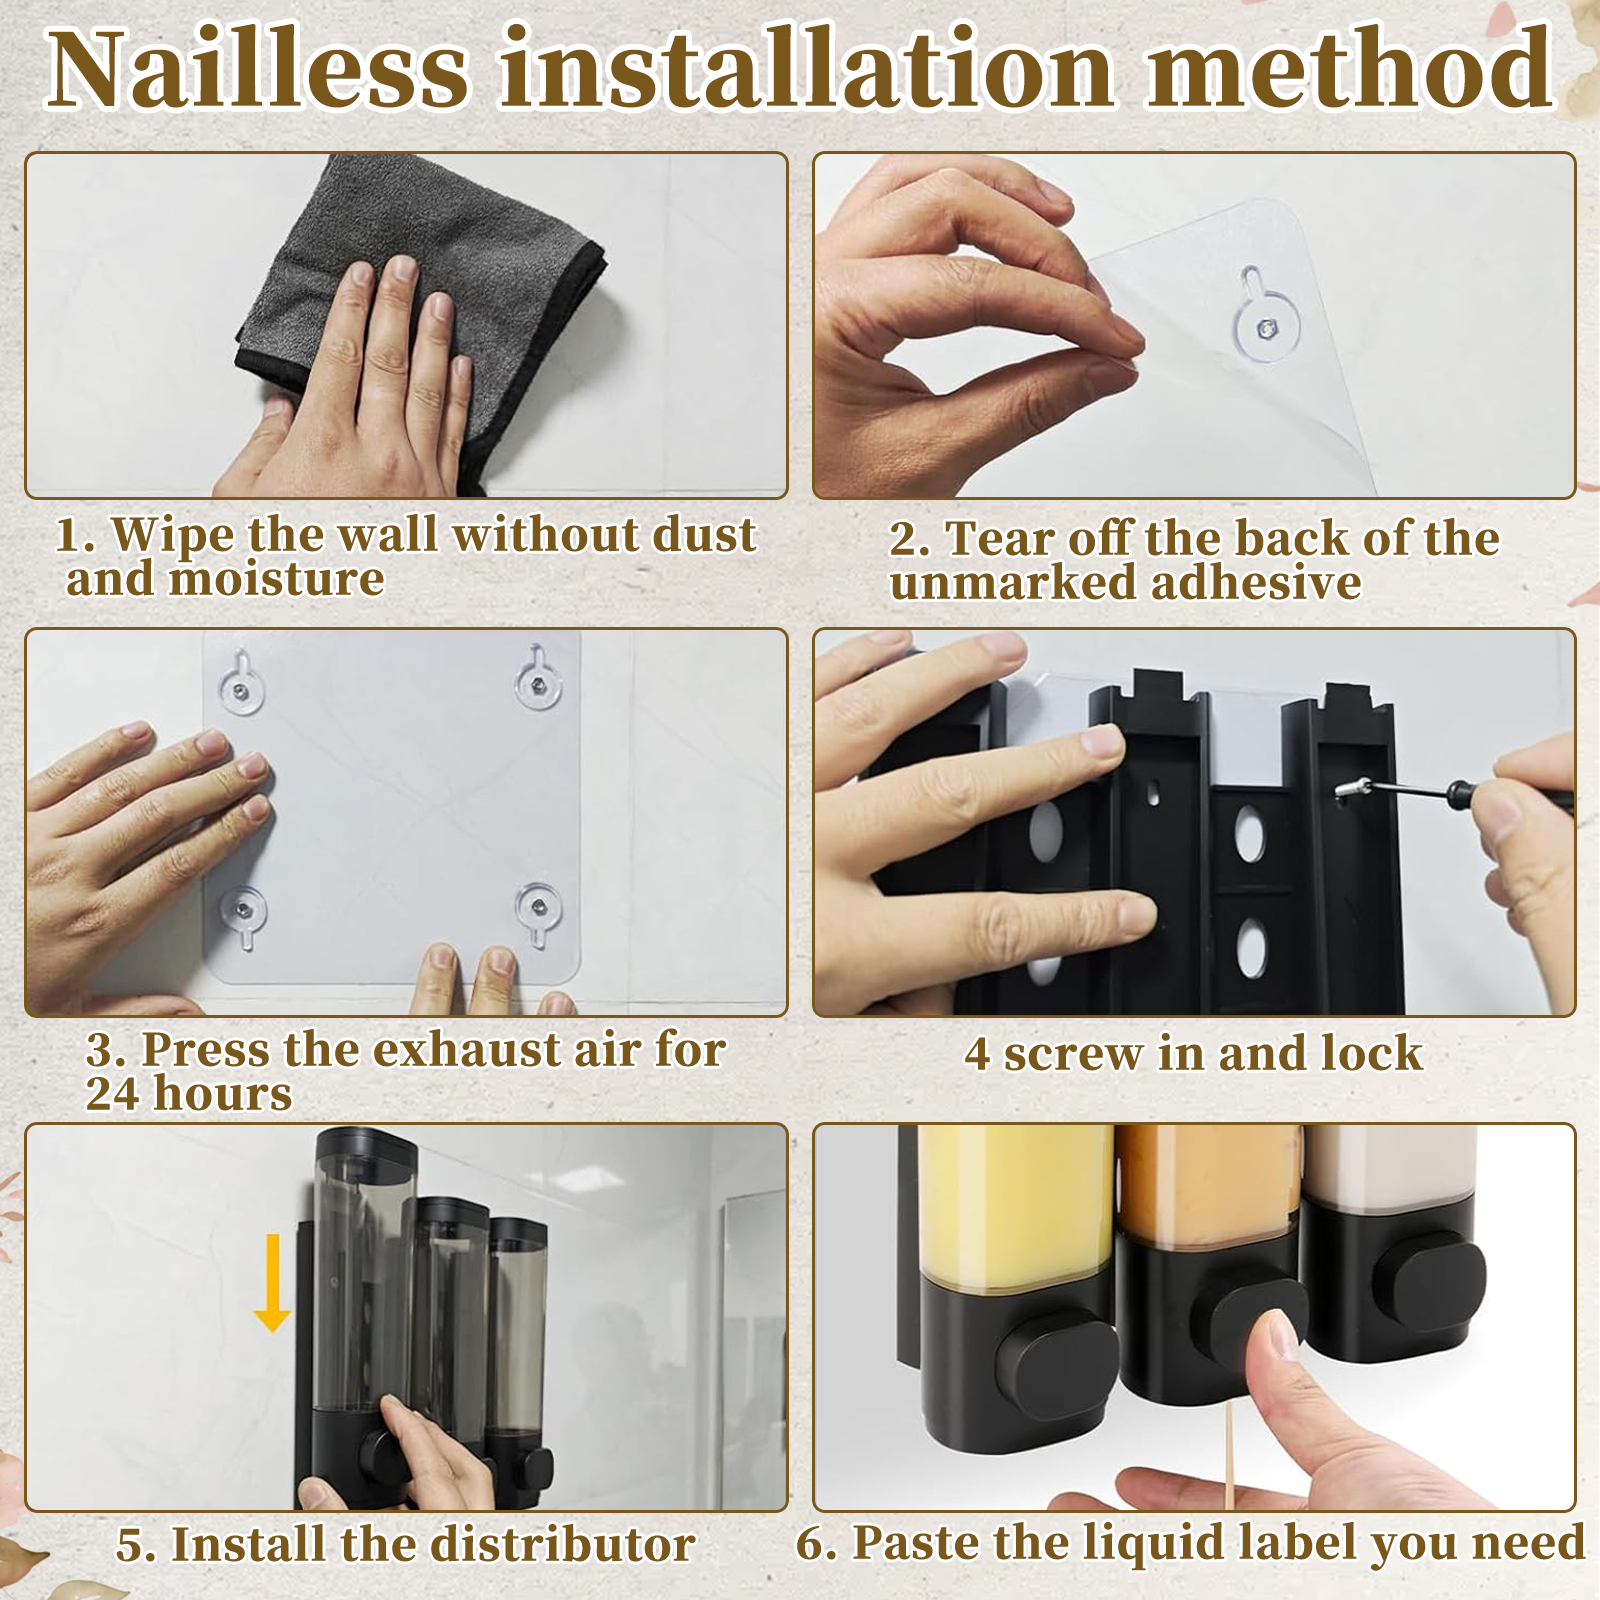 Nailless installation method
1. Wipe the wall without dust
and moisture
2. Tear off the back of the
unmarked adhesive
3. Press the exhaust air for
24 hours
4 screw in and lock
5. Install the distributor
6. Paste the liquid label you need